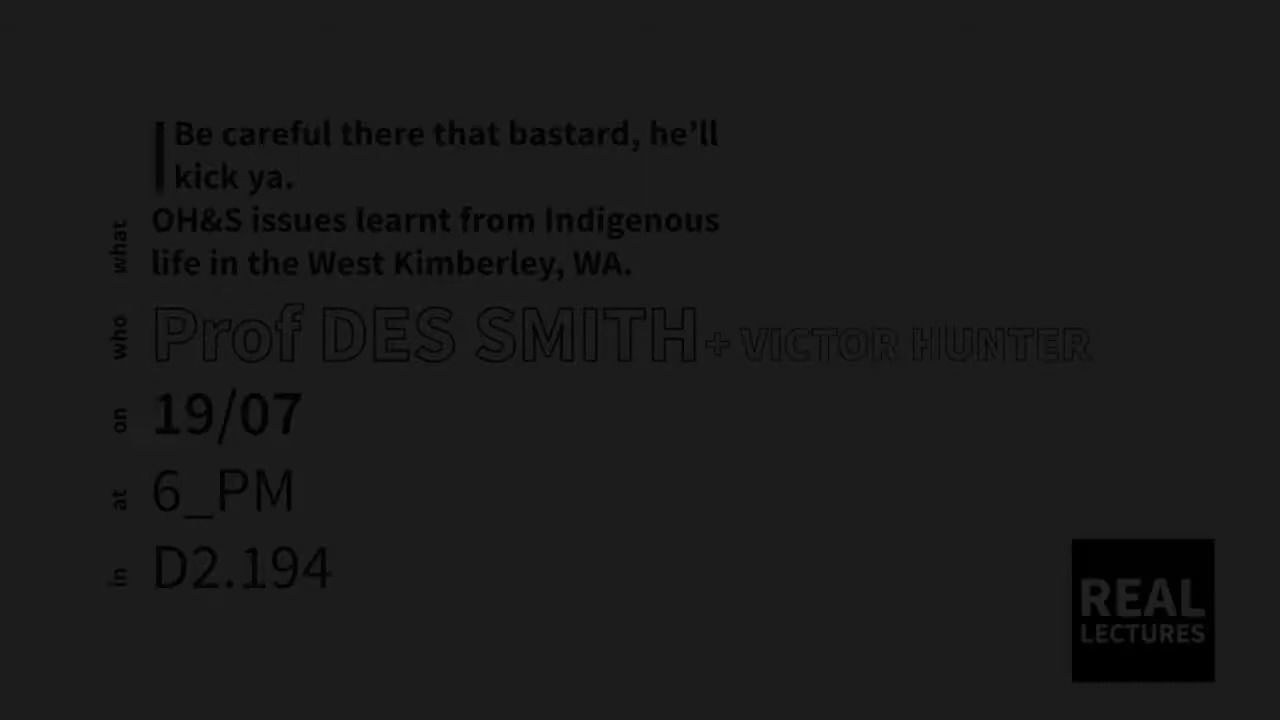 Be careful there that bastard, he’ll
kick ya.
what
OH&S issues learnt from Indigenous
life in the West Kimberley, WA.
who
Prof DES SMITH + VICTOR HUNTER
on
19/07
at
6_PM
in
D2.194
REAL
LECTURES